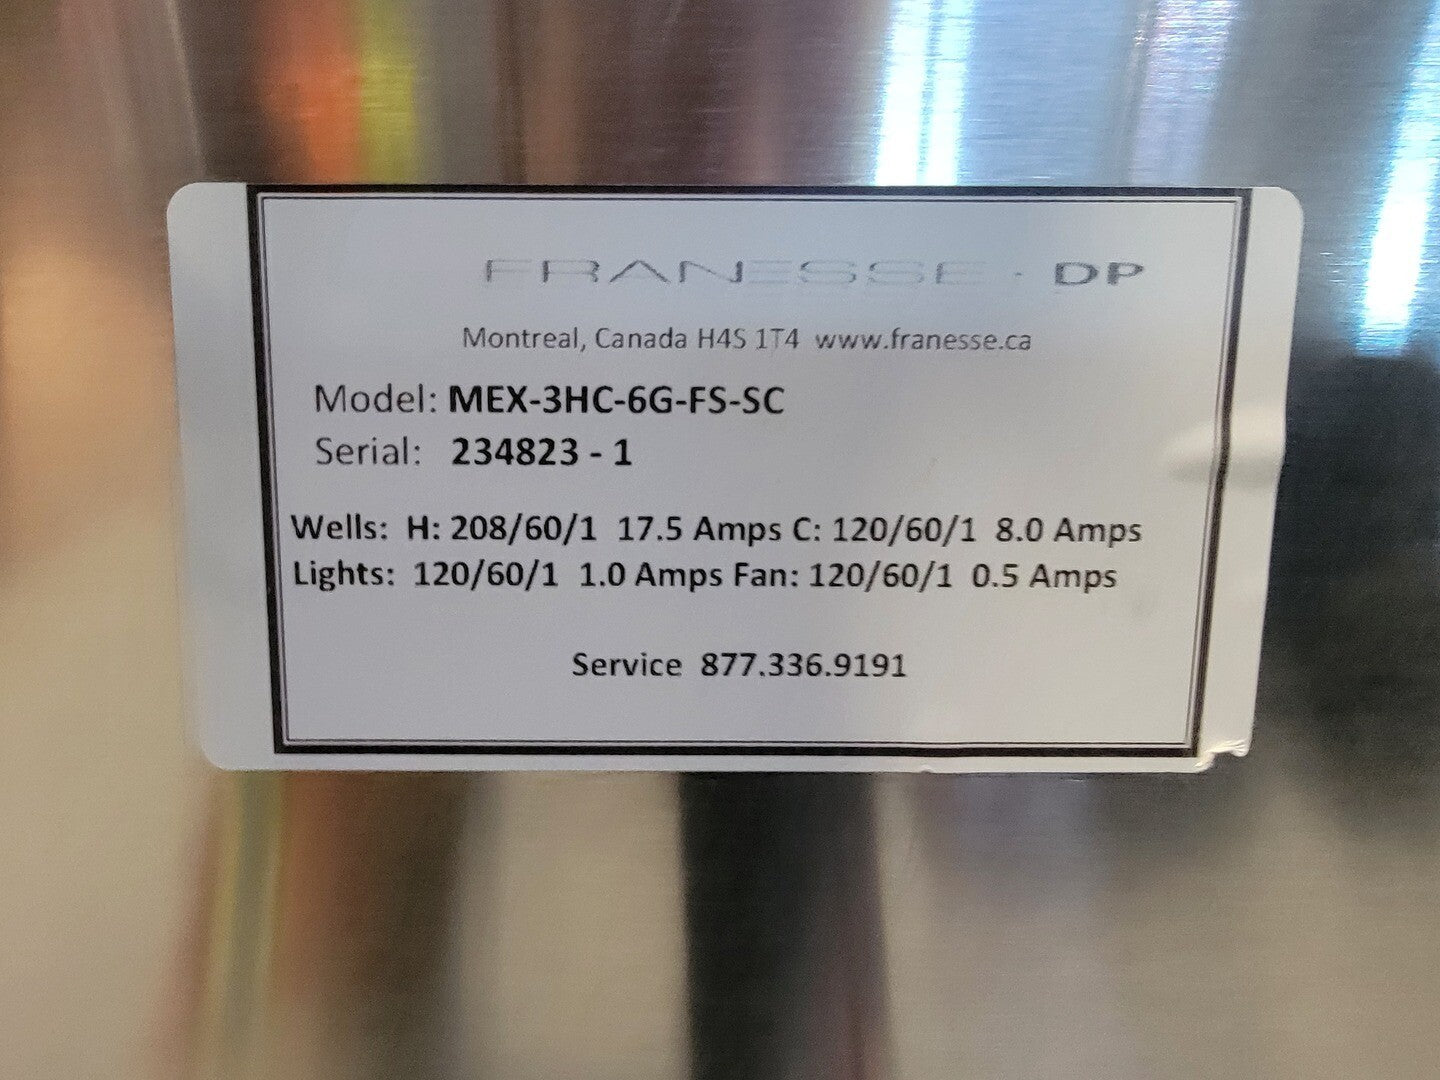 FRANESSE - DP
Montreal, Canada H4S 1T4 www.franesse.ca
Model: MEX-3HC-6G-FS-SC
Serial: 234823 - 1
Wells: H: 208/60/1 17.5 Amps C: 120/60/1 8.0 Amps
Lights: 120/60/1 1.0 Amps Fan: 120/60/1 0.5 Amps
Service 877.336.9191